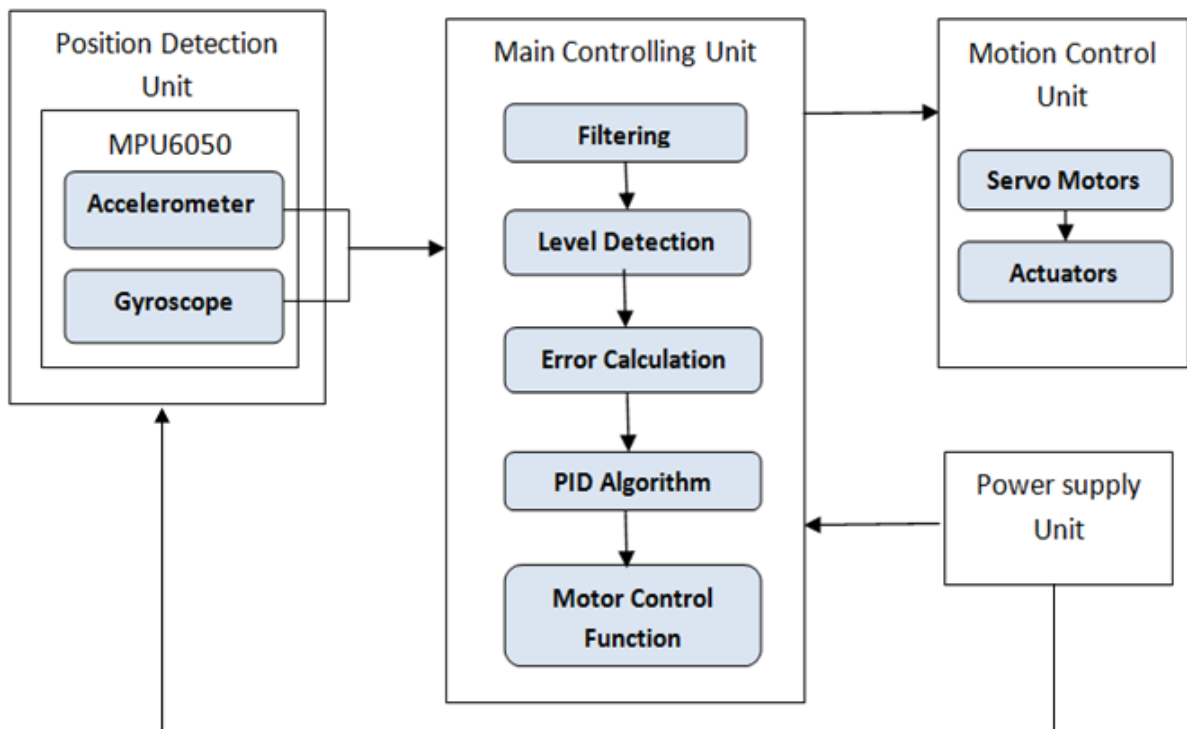 Position Detection
Unit
MPU6050
Accelerometer
Gyroscope
Main Controlling Unit
Filtering
Level Detection
Error Calculation
PID Algorithm
Motor Control
Function
Motion Control
Unit
Servo Motors
Actuators
Power supply
Unit